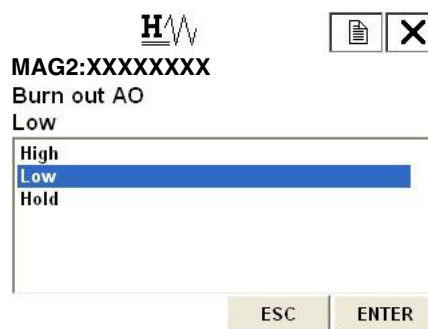 H
MAG2:XXXXXXXX
Burn out AO
Low
High
Low
Hold
ESC ENTER